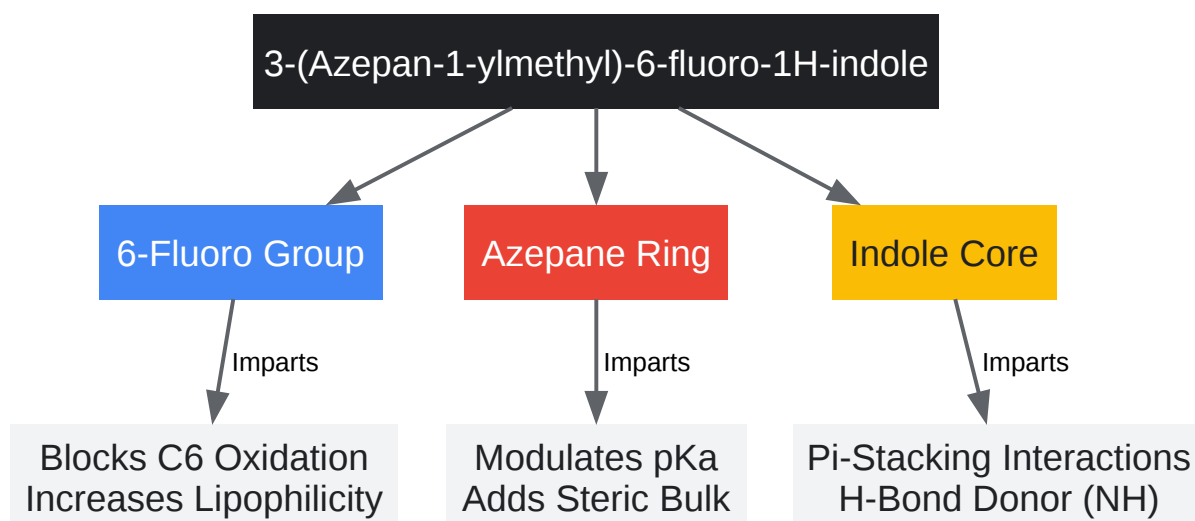 3-(Azepan-1-ylmethyl)-6-fluoro-1H-indole
6-Fluoro Group
Azepane Ring
Indole Core
Imparts
Imparts
Imparts
Blocks C6 Oxidation
Increases Lipophilicity
Modulates pKa
Adds Steric Bulk
Pi-Stacking Interactions
H-Bond Donor (NH)